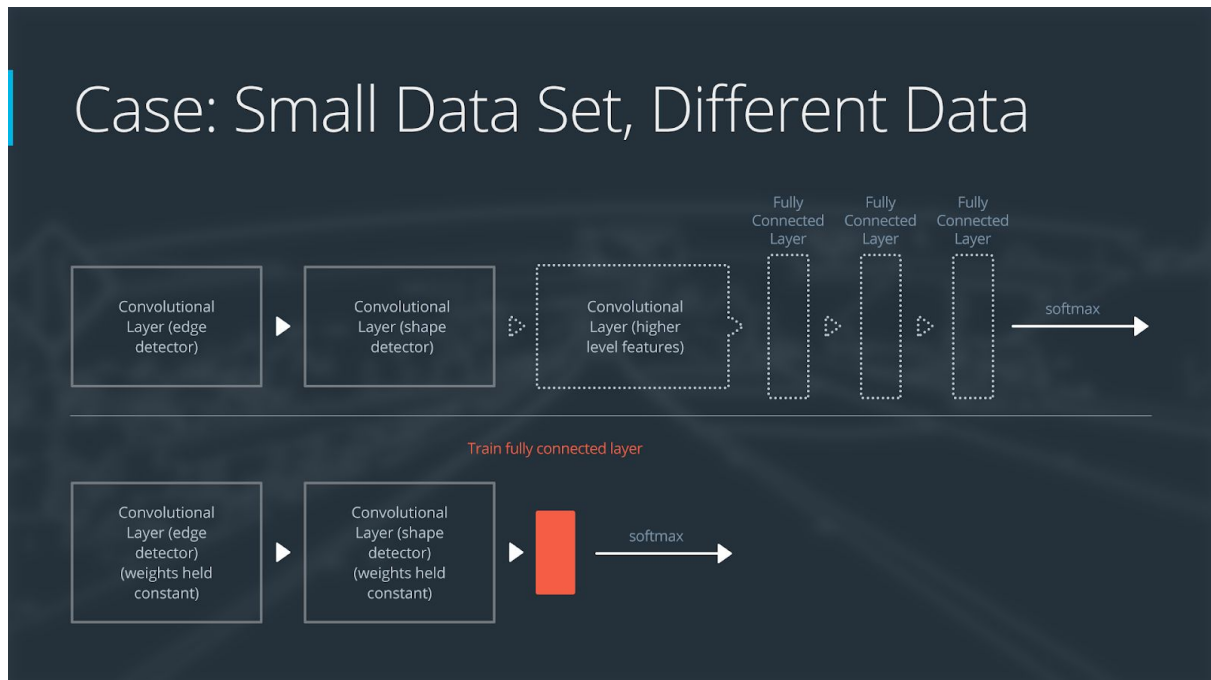 Case: Small Data Set, Different Data
Fully
Connected
Layer
Fully
Connected
Layer
Fully
Connected
Layer
Convolutional
Layer (edge
detector)
Convolutional
Layer (shape
detector)
Convolutional
Layer (higher
level features)
softmax
Train fully connected layer
Convolutional
Layer (edge
detector)
(weights held
constant)
Convolutional
Layer (shape
detector)
(weights held
constant)
softmax